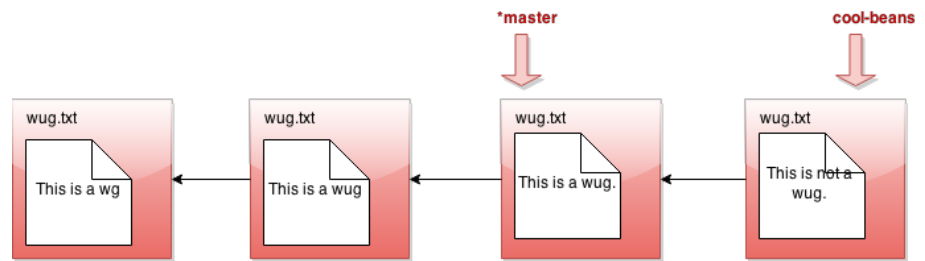 *master
cool-beans
wug.txt
This is a wg
wug.txt
This is a wug
wug.txt
This is a wug.
wug.txt
This is not a
wug.